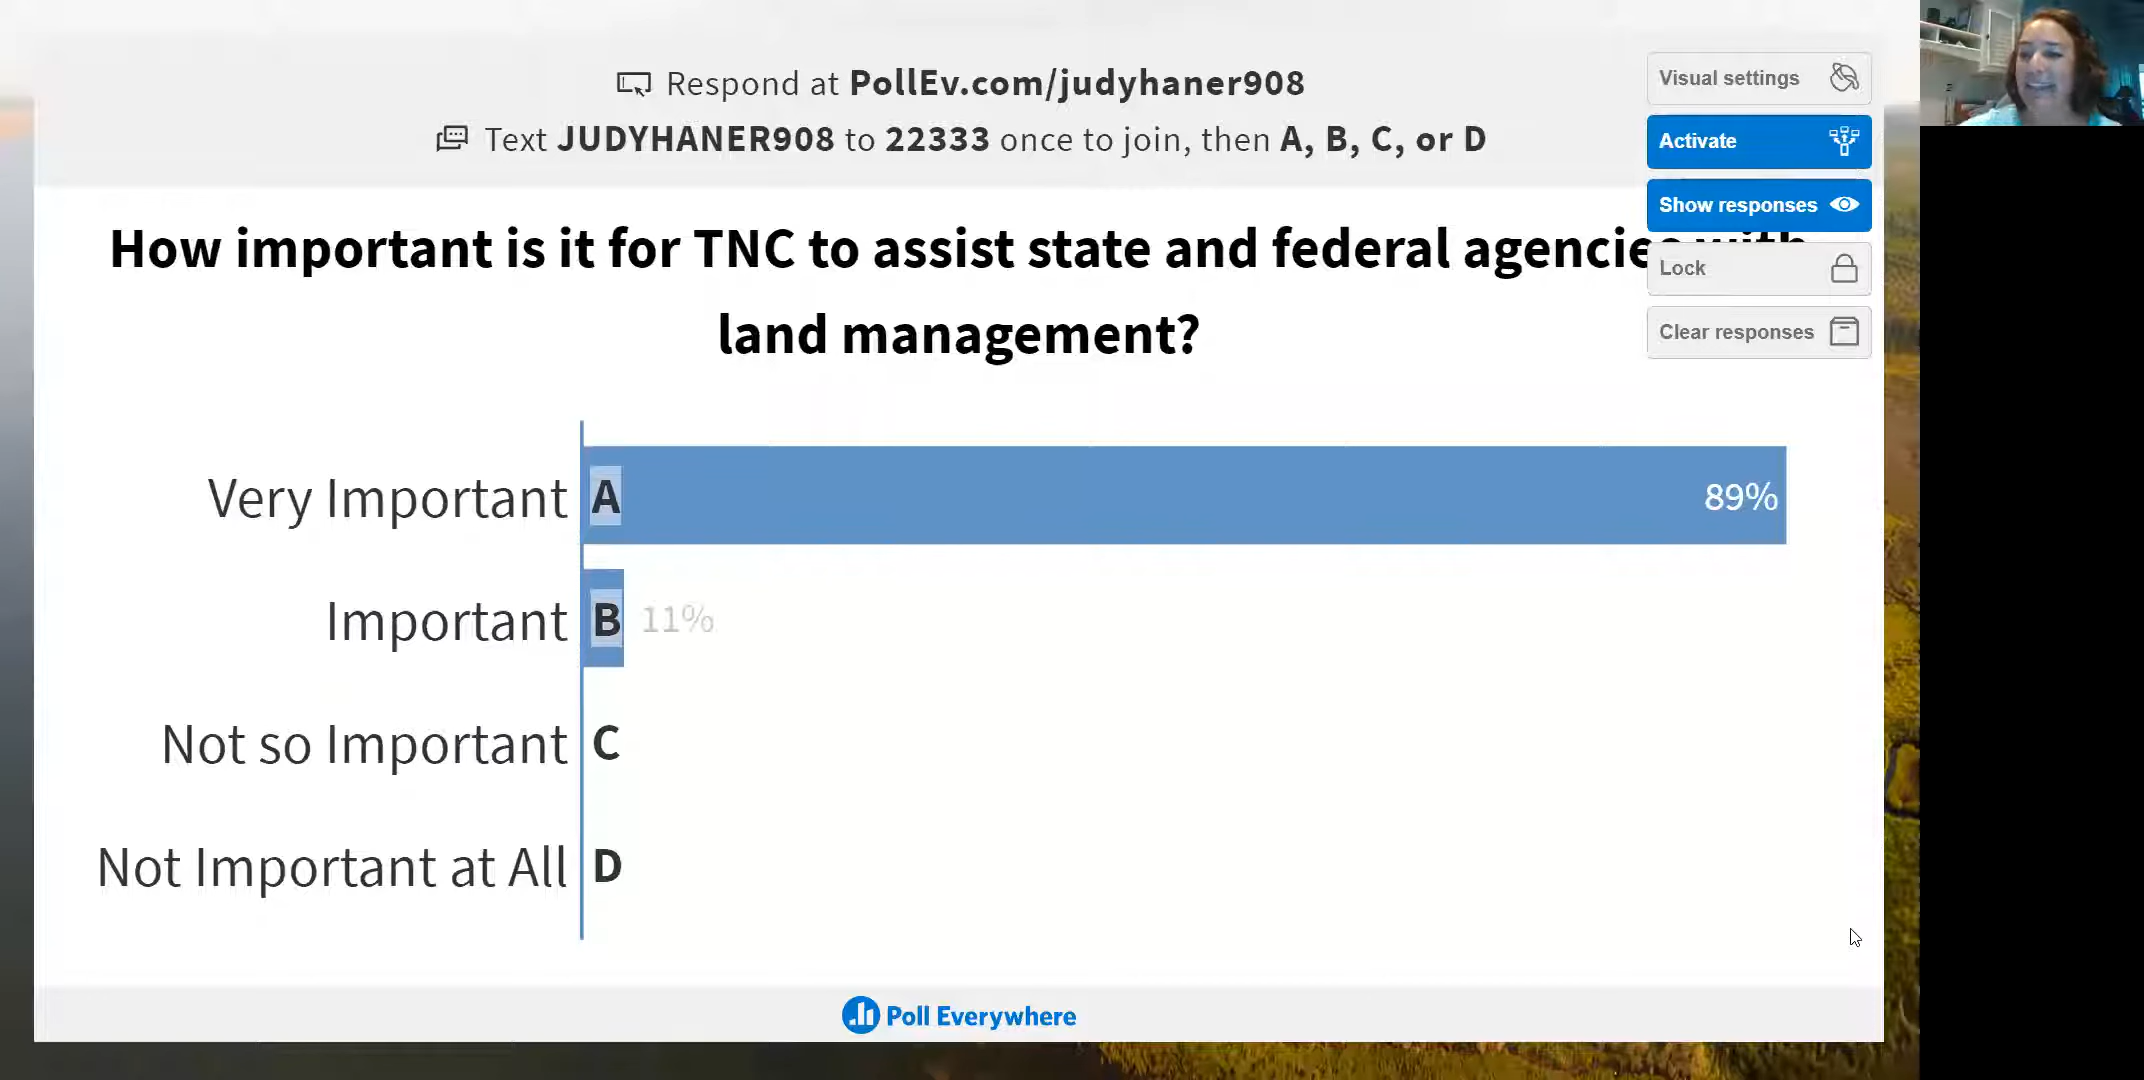 Respond at PollEv.com/judyhaner908
Text JUDYHANER908 to 22333 once to join, then A, B, C, or D
Visual settings
Activate
Show responses
Lock
Clear responses
How important is it for TNC to assist state and federal agencies with
land management?
Very Important A 89%
Important B 11%
Not so Important C
Not Important at All D
Poll Everywhere